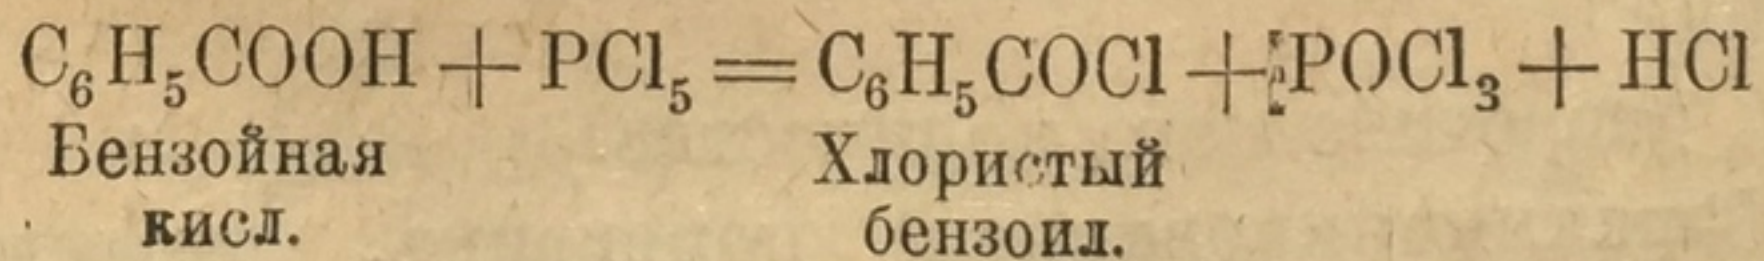 C₆H₅COOH + PCl₅ = C₆H₅COCl + POCl₃ + HCl
Бензойная Хлористый
кисл. бензоил.